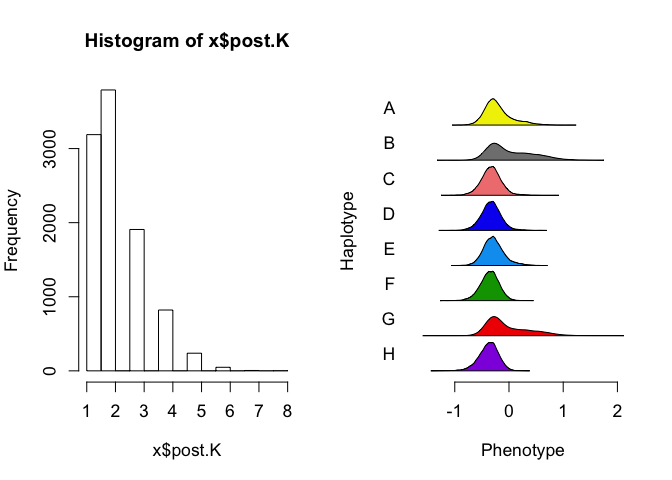 Histogram of x$post.K
Frequency
0
1000
2000
3000
1 2 3 4 5 6 7 8
x$post.K
Haplotype
A
B
C
D
E
F
G
H
-1 0 1 2
Phenotype